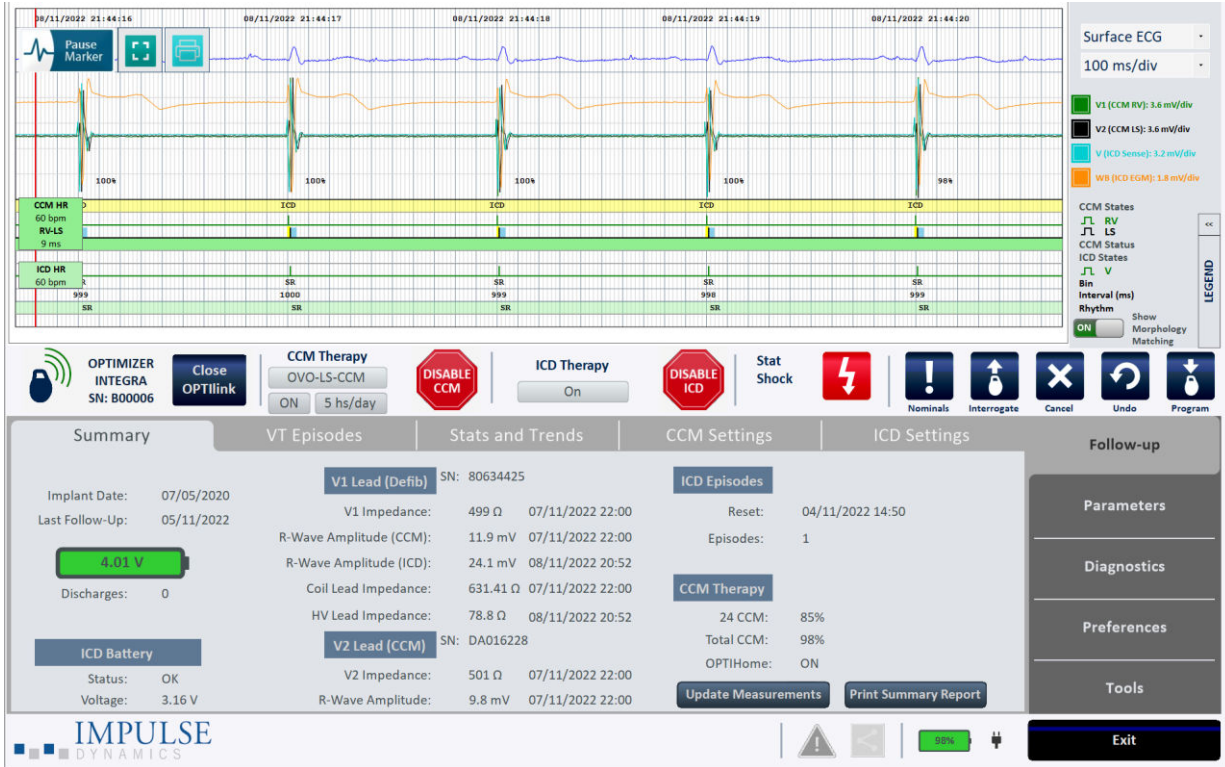 08/11/2022 21:44:16 08/11/2022 21:44:17 08/11/2022 21:44:18 08/11/2022 21:44:19 08/11/2022 21:44:20
Pause
Marker
100% 100% 100% 100% 98%
CCM HR
60 bpm
RV-LS
9 ms
ICD ICD ICD ICD
ICD HR
60 bpm
SR SR SR SR
999 1000 999 998 999
SR SR SR SR SR
Surface ECG
100 ms/div
V1 (CCM RV): 3.6 mV/div
V2 (CCM LS): 3.6 mV/div
V (ICD Sense): 3.2 mV/div
WB (ICD EGM): 1.8 mV/div
CCM States
RV
LS
CCM Status
ICD States
V
Bin
Interval (ms)
Rhythm
ON
Show
Morphology
Matching
<<
LEGEND
OPTIMIZER
INTEGRA
SN: B00006
Close
OPTIlink
CCM Therapy
OVO-LS-CCM
ON 5 hs/day
DISABLE
CCM
ICD Therapy
On
DISABLE
ICD
Stat
Shock
Nominals Interrogate Cancel Undo Program
Summary VT Episodes Stats and Trends CCM Settings ICD Settings
Implant Date: 07/05/2020
Last Follow-Up: 05/11/2022
4.01 V
Discharges: 0
ICD Battery
Status: OK
Voltage: 3.16 V
V1 Lead (Defib) SN: 80634425
V1 Impedance: 499 Ω 07/11/2022 22:00
R-Wave Amplitude (CCM): 11.9 mV 07/11/2022 22:00
R-Wave Amplitude (ICD): 24.1 mV 08/11/2022 20:52
Coil Lead Impedance: 631.41 Ω 07/11/2022 22:00
HV Lead Impedance: 78.8 Ω 08/11/2022 20:52
V2 Lead (CCM) SN: DA016228
V2 Impedance: 501 Ω 07/11/2022 22:00
R-Wave Amplitude: 9.8 mV 07/11/2022 22:00
ICD Episodes
Reset: 04/11/2022 14:50
Episodes: 1
CCM Therapy
24 CCM: 85%
Total CCM: 98%
OPTIHome: ON
Update Measurements Print Summary Report
Follow-up
Parameters
Diagnostics
Preferences
Tools
IMPULSE
DYNAMICS
98%
Exit